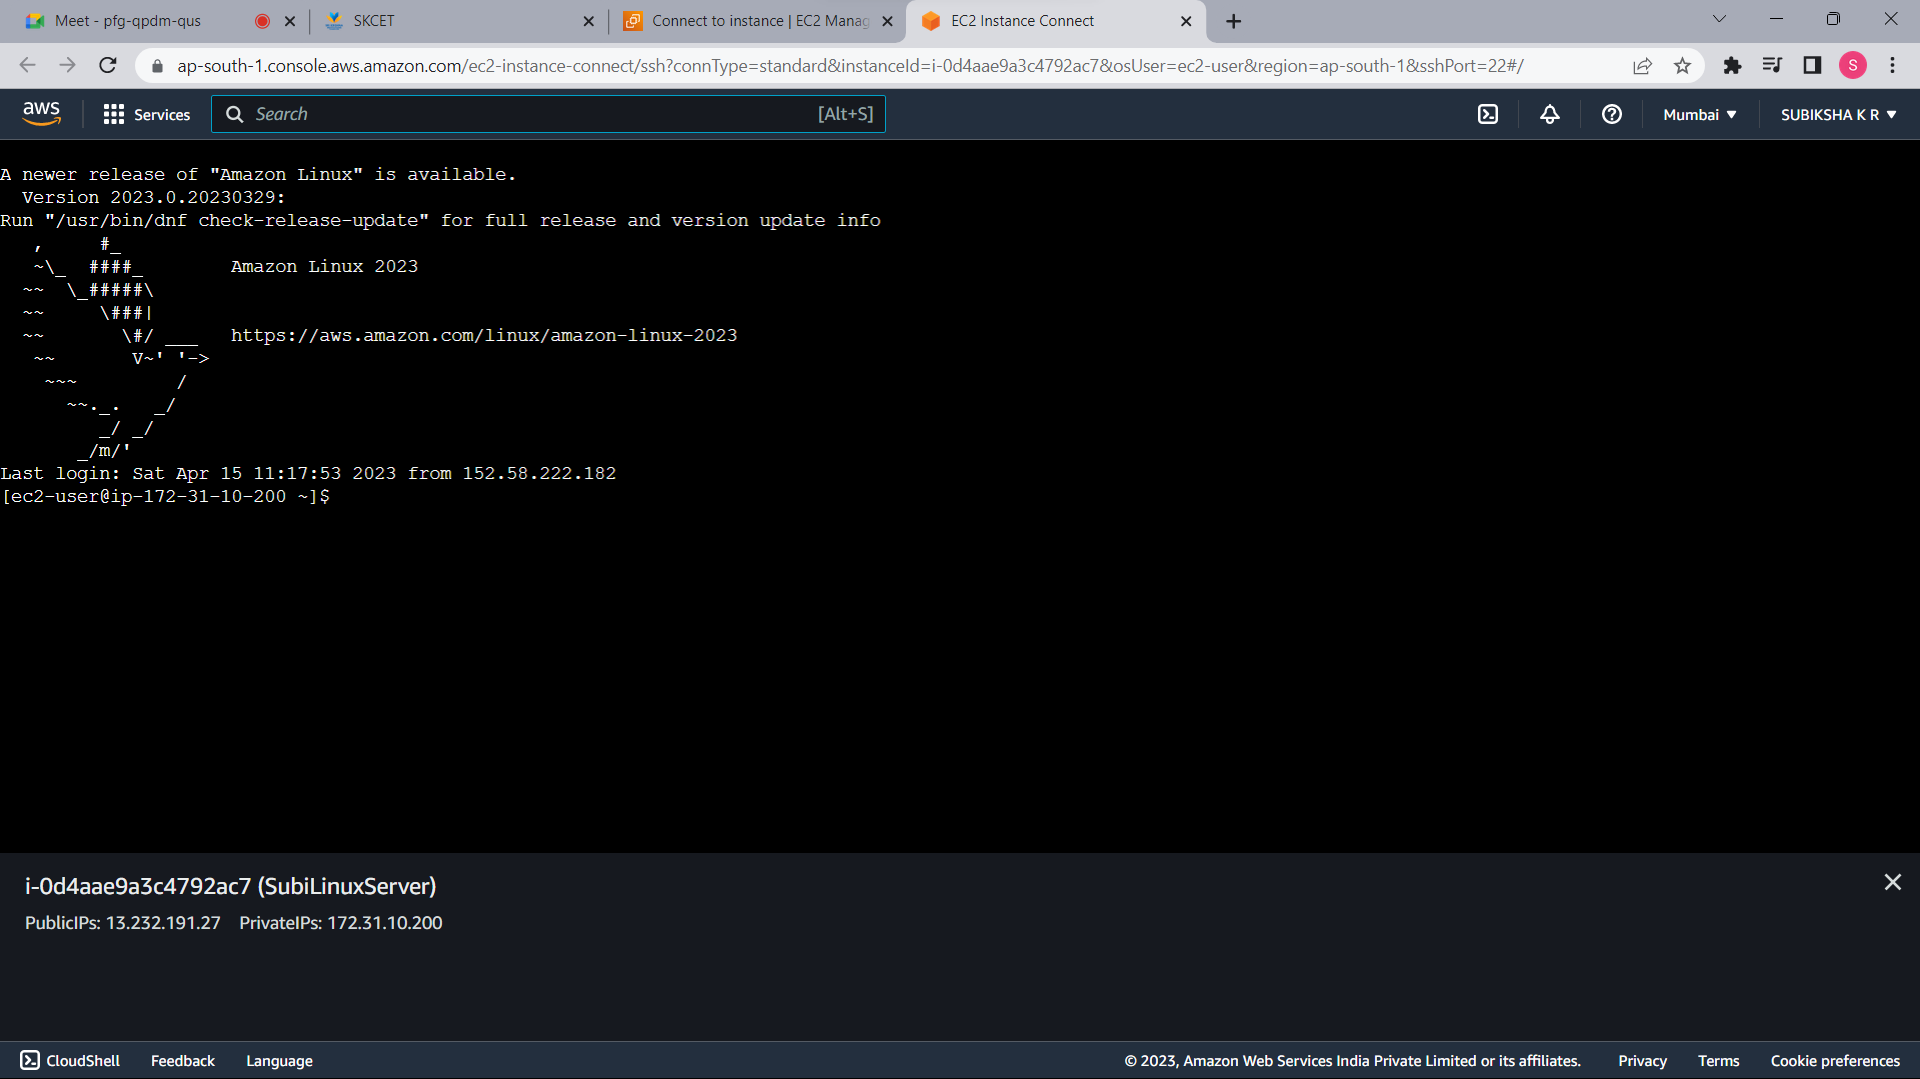 Meet - pfg-qpdm-qus
SKCET
Connect to instance | EC2 Manag
EC2 Instance Connect
ap-south-1.console.aws.amazon.com/ec2-instance-connect/ssh?connType=standard&instanceId=i-0d4aae9a3c4792ac7&osUser=ec2-user&region=ap-south-1&sshPort=22#/
S
aws
Services
Search
[Alt+S]
Mumbai ▼
SUBIKSHA K R ▼
A newer release of "Amazon Linux" is available.
  Version 2023.0.20230329:
Run "/usr/bin/dnf check-release-update" for full release and version update info
   ,     #_
   ~\_  ####_        Amazon Linux 2023
  ~~  \_#####\
  ~~     \###|
  ~~       \#/ ___   https://aws.amazon.com/linux/amazon-linux-2023
   ~~       V~' '->
    ~~~         /
      ~~._.   _/
         _/ _/
       _/m/'
Last login: Sat Apr 15 11:17:53 2023 from 152.58.222.182
[ec2-user@ip-172-31-10-200 ~]$
i-0d4aae9a3c4792ac7 (SubiLinuxServer)
PublicIPs: 13.232.191.27 PrivateIPs: 172.31.10.200
CloudShell
Feedback
Language
© 2023, Amazon Web Services India Private Limited or its affiliates.
Privacy
Terms
Cookie preferences